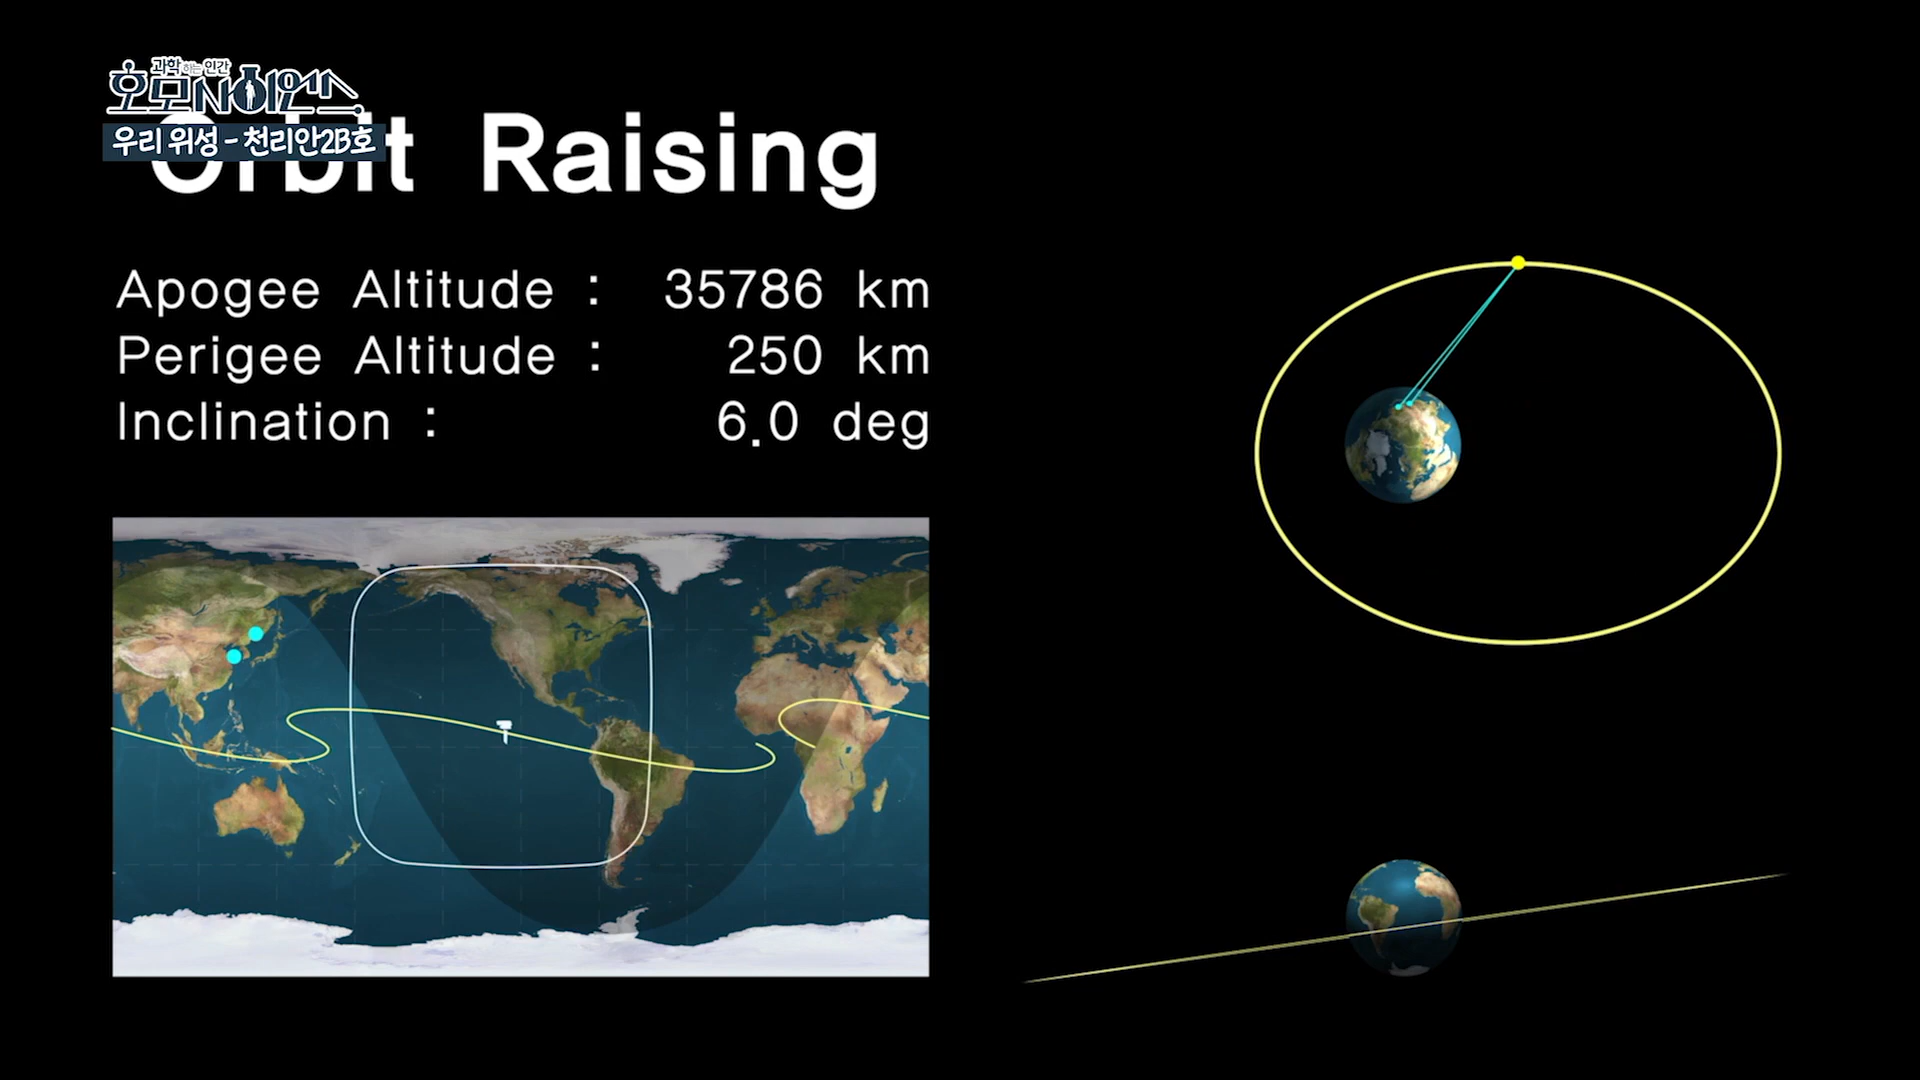 과학하는 인간
호모 사이언스
우리 위성 - 천리안2B호
Orbit Raising
Apogee Altitude : 35786 km
Perigee Altitude : 250 km
Inclination : 6.0 deg